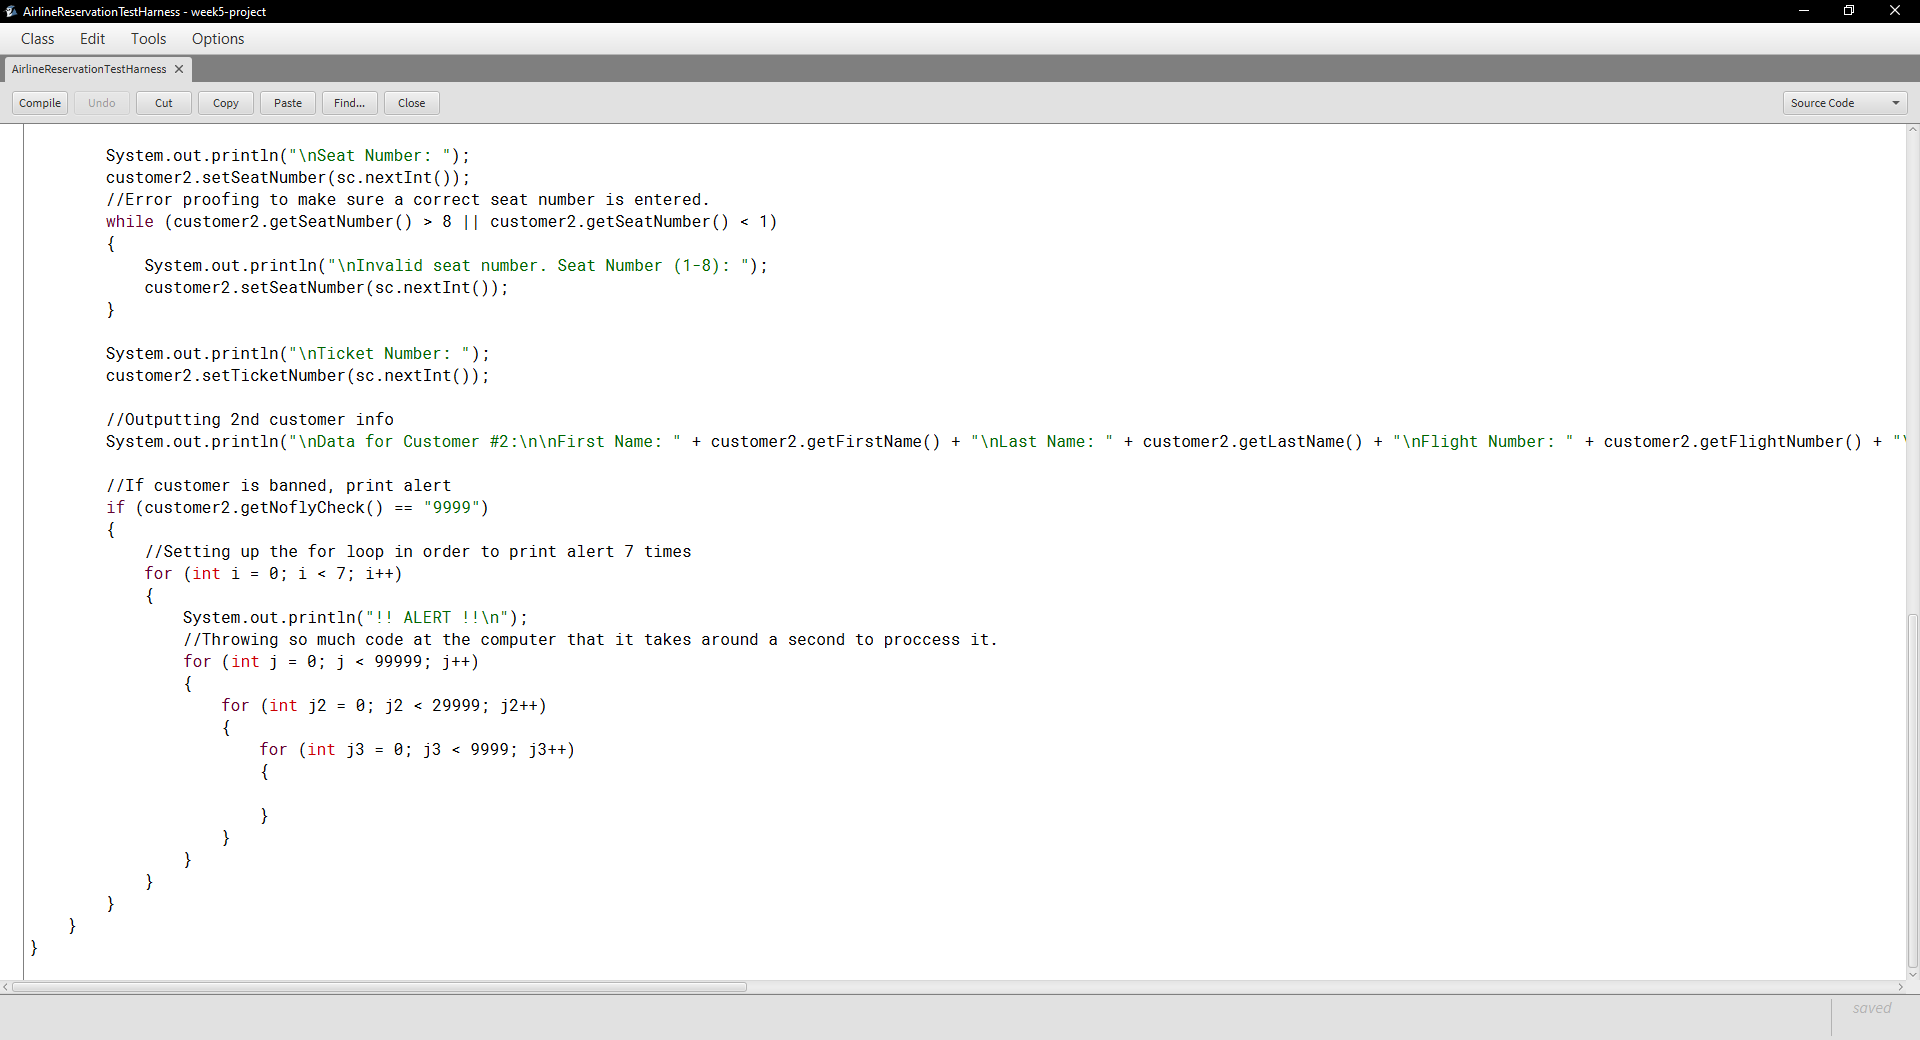 AirlineReservationTestHarness - week5-project
Class Edit Tools Options
AirlineReservationTestHarness
Compile Undo Cut Copy Paste Find... Close Source Code
System.out.println("\nSeat Number: ");
customer2.setSeatNumber(sc.nextInt());
//Error proofing to make sure a correct seat number is entered.
while (customer2.getSeatNumber() > 8 || customer2.getSeatNumber() < 1)
{
System.out.println("\nInvalid seat number. Seat Number (1-8): ");
customer2.setSeatNumber(sc.nextInt());
}
System.out.println("\nTicket Number: ");
customer2.setTicketNumber(sc.nextInt());
//Outputting 2nd customer info
System.out.println("\nData for Customer #2:\n\nFirst Name: " + customer2.getFirstName() + "\nLast Name: " + customer2.getLastName() + "\nFlight Number: " + customer2.getFlightNumber() + "\
//If customer is banned, print alert
if (customer2.getNoflyCheck() == "9999")
{
//Setting up the for loop in order to print alert 7 times
for (int i = 0; i < 7; i++)
{
System.out.println("!! ALERT !!\n");
//Throwing so much code at the computer that it takes around a second to proccess it.
for (int j = 0; j < 99999; j++)
{
for (int j2 = 0; j2 < 29999; j2++)
{
for (int j3 = 0; j3 < 9999; j3++)
{
}
}
}
}
}
}
}
saved